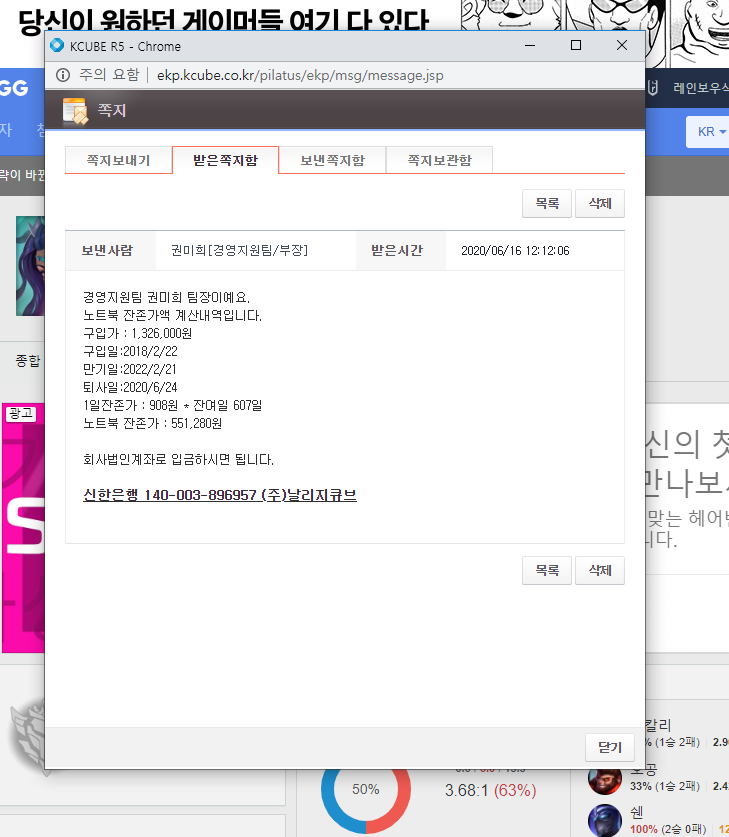 당신이 원하던 게이머들 여기 다 있다
KCUBE R5 - Chrome
주의 요함
ekp.kcube.co.kr/pilatus/ekp/msg/message.jsp
GG
레인보우식
쪽지
자
KR
쪽지보내기
받은쪽지함
보낸쪽지함
쪽지보관함
략이 바뀐
목록
삭제
보낸사람
권미희[경영지원팀/부장]
받은시간
2020/06/16 12:12:06
경영지원팀 권미희 팀장이예요.
노트북 잔존가액 계산내역입니다.
구입가 : 1,326,000원
구입일:2018/2/22
만기일:2022/2/21
종합
퇴사일:2020/6/24
1일잔존가 : 908원 * 잔여일 607일
광고
노트북 잔존가 : 551,280원
신의 첫
회사법인계좌로 입금하시면 됩니다.
만나보시
신한은행 140-003-896957 (주)날리지큐브
맞는 헤어
니다.
목록
삭제
칼리
닫기
% (1승 2패)
2.9
오공
50%
3.68:1 (63%)
33% (1승 2패)
2.4
쉔
100% (2승 0패)
12